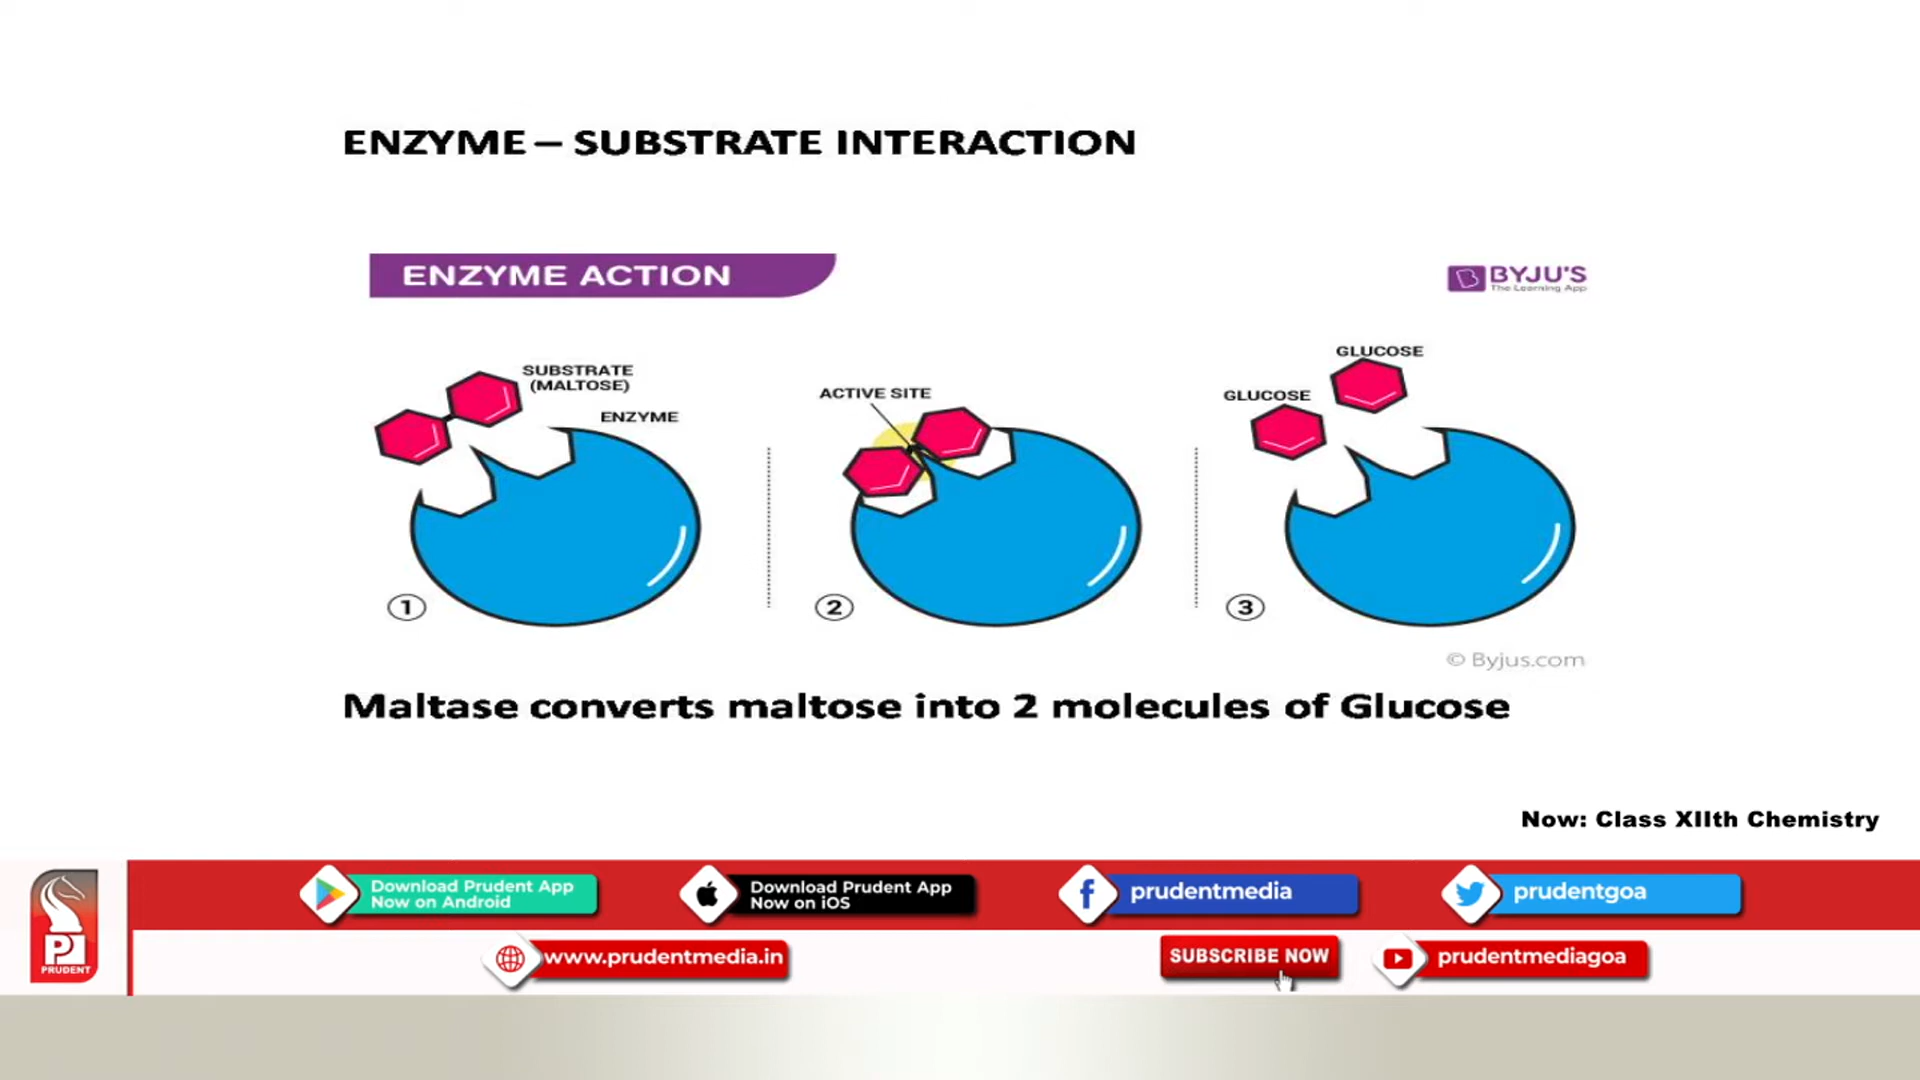 ENZYME – SUBSTRATE INTERACTION
ENZYME ACTION
BYJU'S
The Learning App
SUBSTRATE
(MALTOSE)
ENZYME
ACTIVE SITE
GLUCOSE
GLUCOSE
1
2
3
© Byjus.com
Maltase converts maltose into 2 molecules of Glucose
Now: Class XIIth Chemistry
Download Prudent App
Now on Android
Download Prudent App
Now on iOS
prudentmedia
prudentgoa
PRUDENT
www.prudentmedia.in
SUBSCRIBE NOW
prudentmediagoa